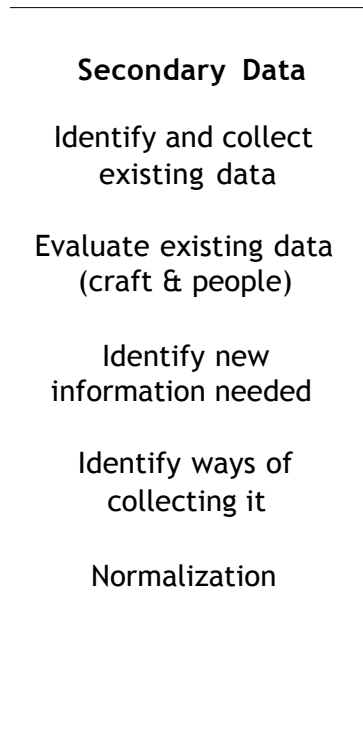 Secondary Data
Identify and collect
existing data
Evaluate existing data
(craft & people)
Identify new
information needed
Identify ways of
collecting it
Normalization